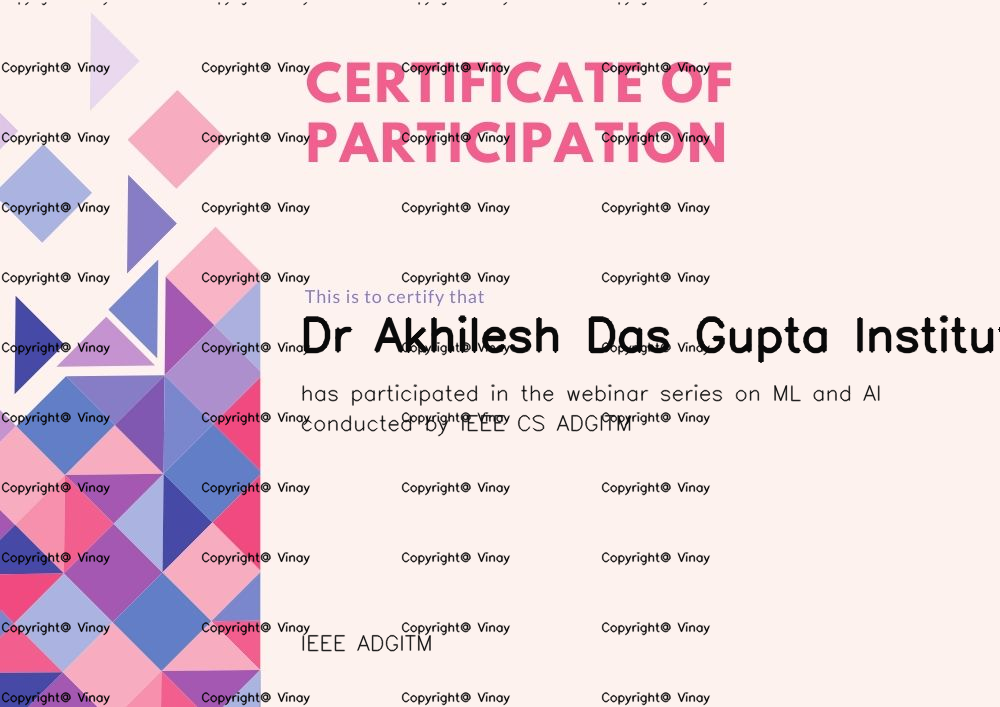 Copyright@ Vinay Copyright@ Vinay Copyright@ Vinay Copyright@ Vinay
CERTIFICATE OF
Copyright@ Vinay Copyright@ Vinay Copyright@ Vinay Copyright@ Vinay
PARTICIPATION
Copyright@ Vinay Copyright@ Vinay Copyright@ Vinay Copyright@ Vinay
Copyright@ Vinay Copyright@ Vinay Copyright@ Vinay Copyright@ Vinay
This is to certify that
Dr Akhilesh Das Gupta Institu
Copyright@ Vinay Copyright@ Vinay Copyright@ Vinay Copyright@ Vinay
has participated in the webinar series on ML and AI
Copyright@ Vinay Copyright@ Vinay Copyright@ Vinay Copyright@ Vinay
conducted by IEEE CS ADGITM
Copyright@ Vinay Copyright@ Vinay Copyright@ Vinay Copyright@ Vinay
Copyright@ Vinay Copyright@ Vinay Copyright@ Vinay Copyright@ Vinay
Copyright@ Vinay Copyright@ Vinay Copyright@ Vinay Copyright@ Vinay
IEEE ADGITM
Copyright@ Vinay Copyright@ Vinay Copyright@ Vinay Copyright@ Vinay